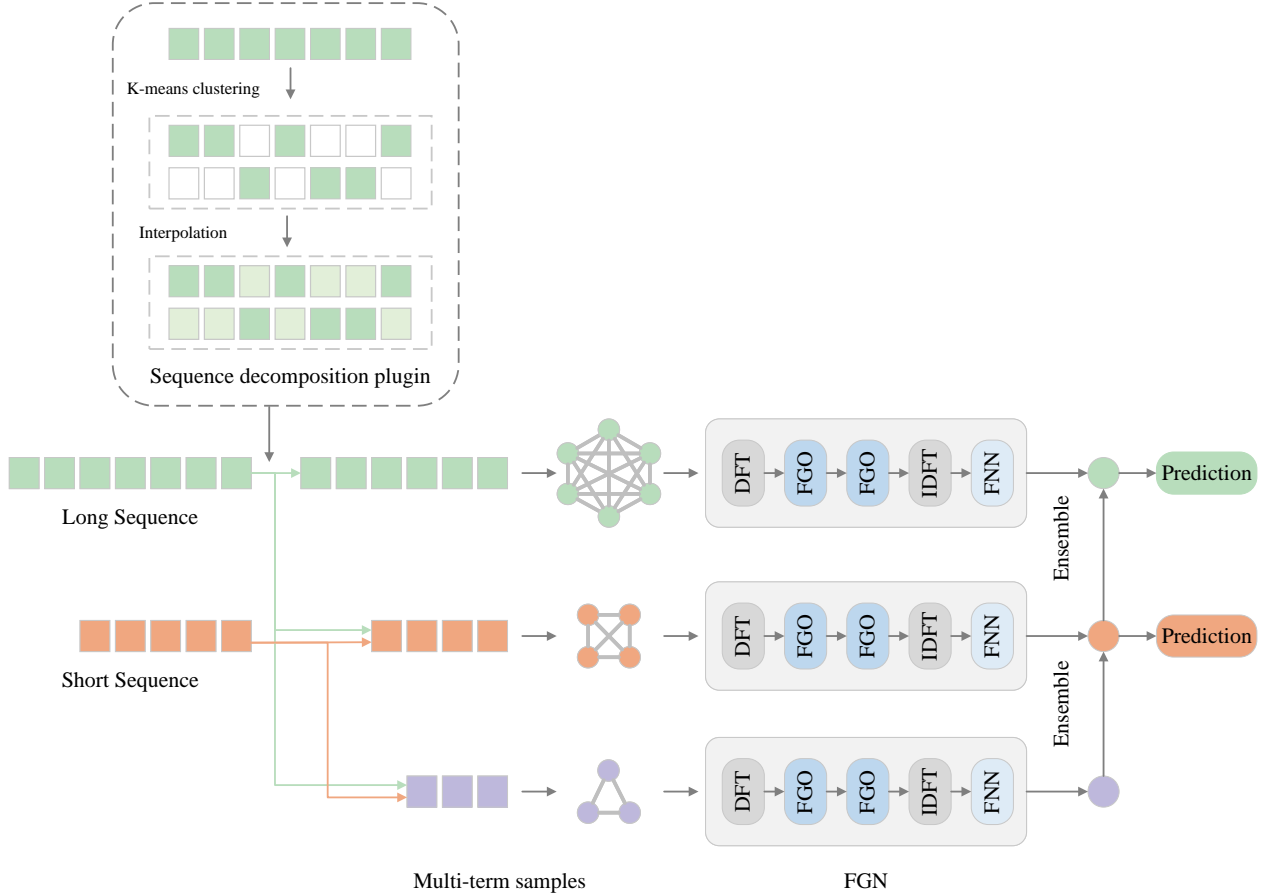 K-means clustering
Interpolation
Sequence decomposition plugin
Long Sequence
DFT
FGO
FGO
IDFT
FNN
Prediction
Ensemble
Short Sequence
DFT
FGO
FGO
IDFT
FNN
Prediction
Ensemble
DFT
FGO
FGO
IDFT
FNN
Multi-term samples
FGN